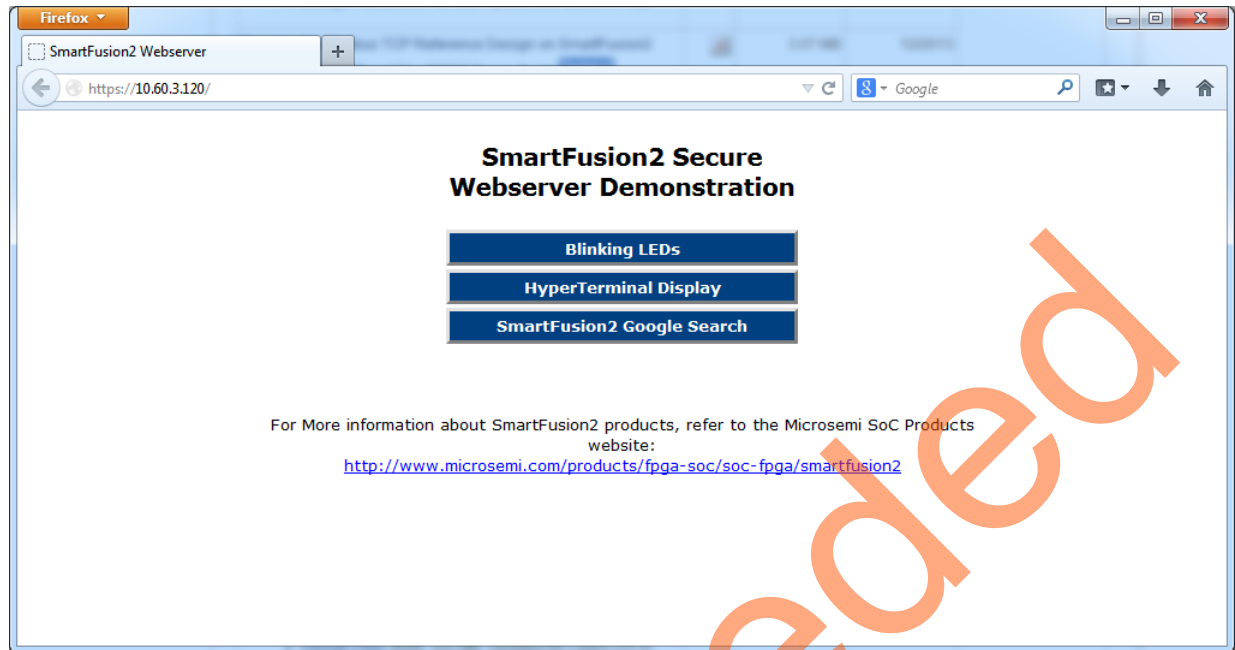 Firefox
SmartFusion2 Webserver
https://10.60.3.120/
Google
SmartFusion2 Secure
Webserver Demonstration
Blinking LEDs
HyperTerminal Display
SmartFusion2 Google Search
For More information about SmartFusion2 products, refer to the Microsemi SoC Products
website:
http://www.microsemi.com/products/fpga-soc/soc-fpga/smartfusion2
eded